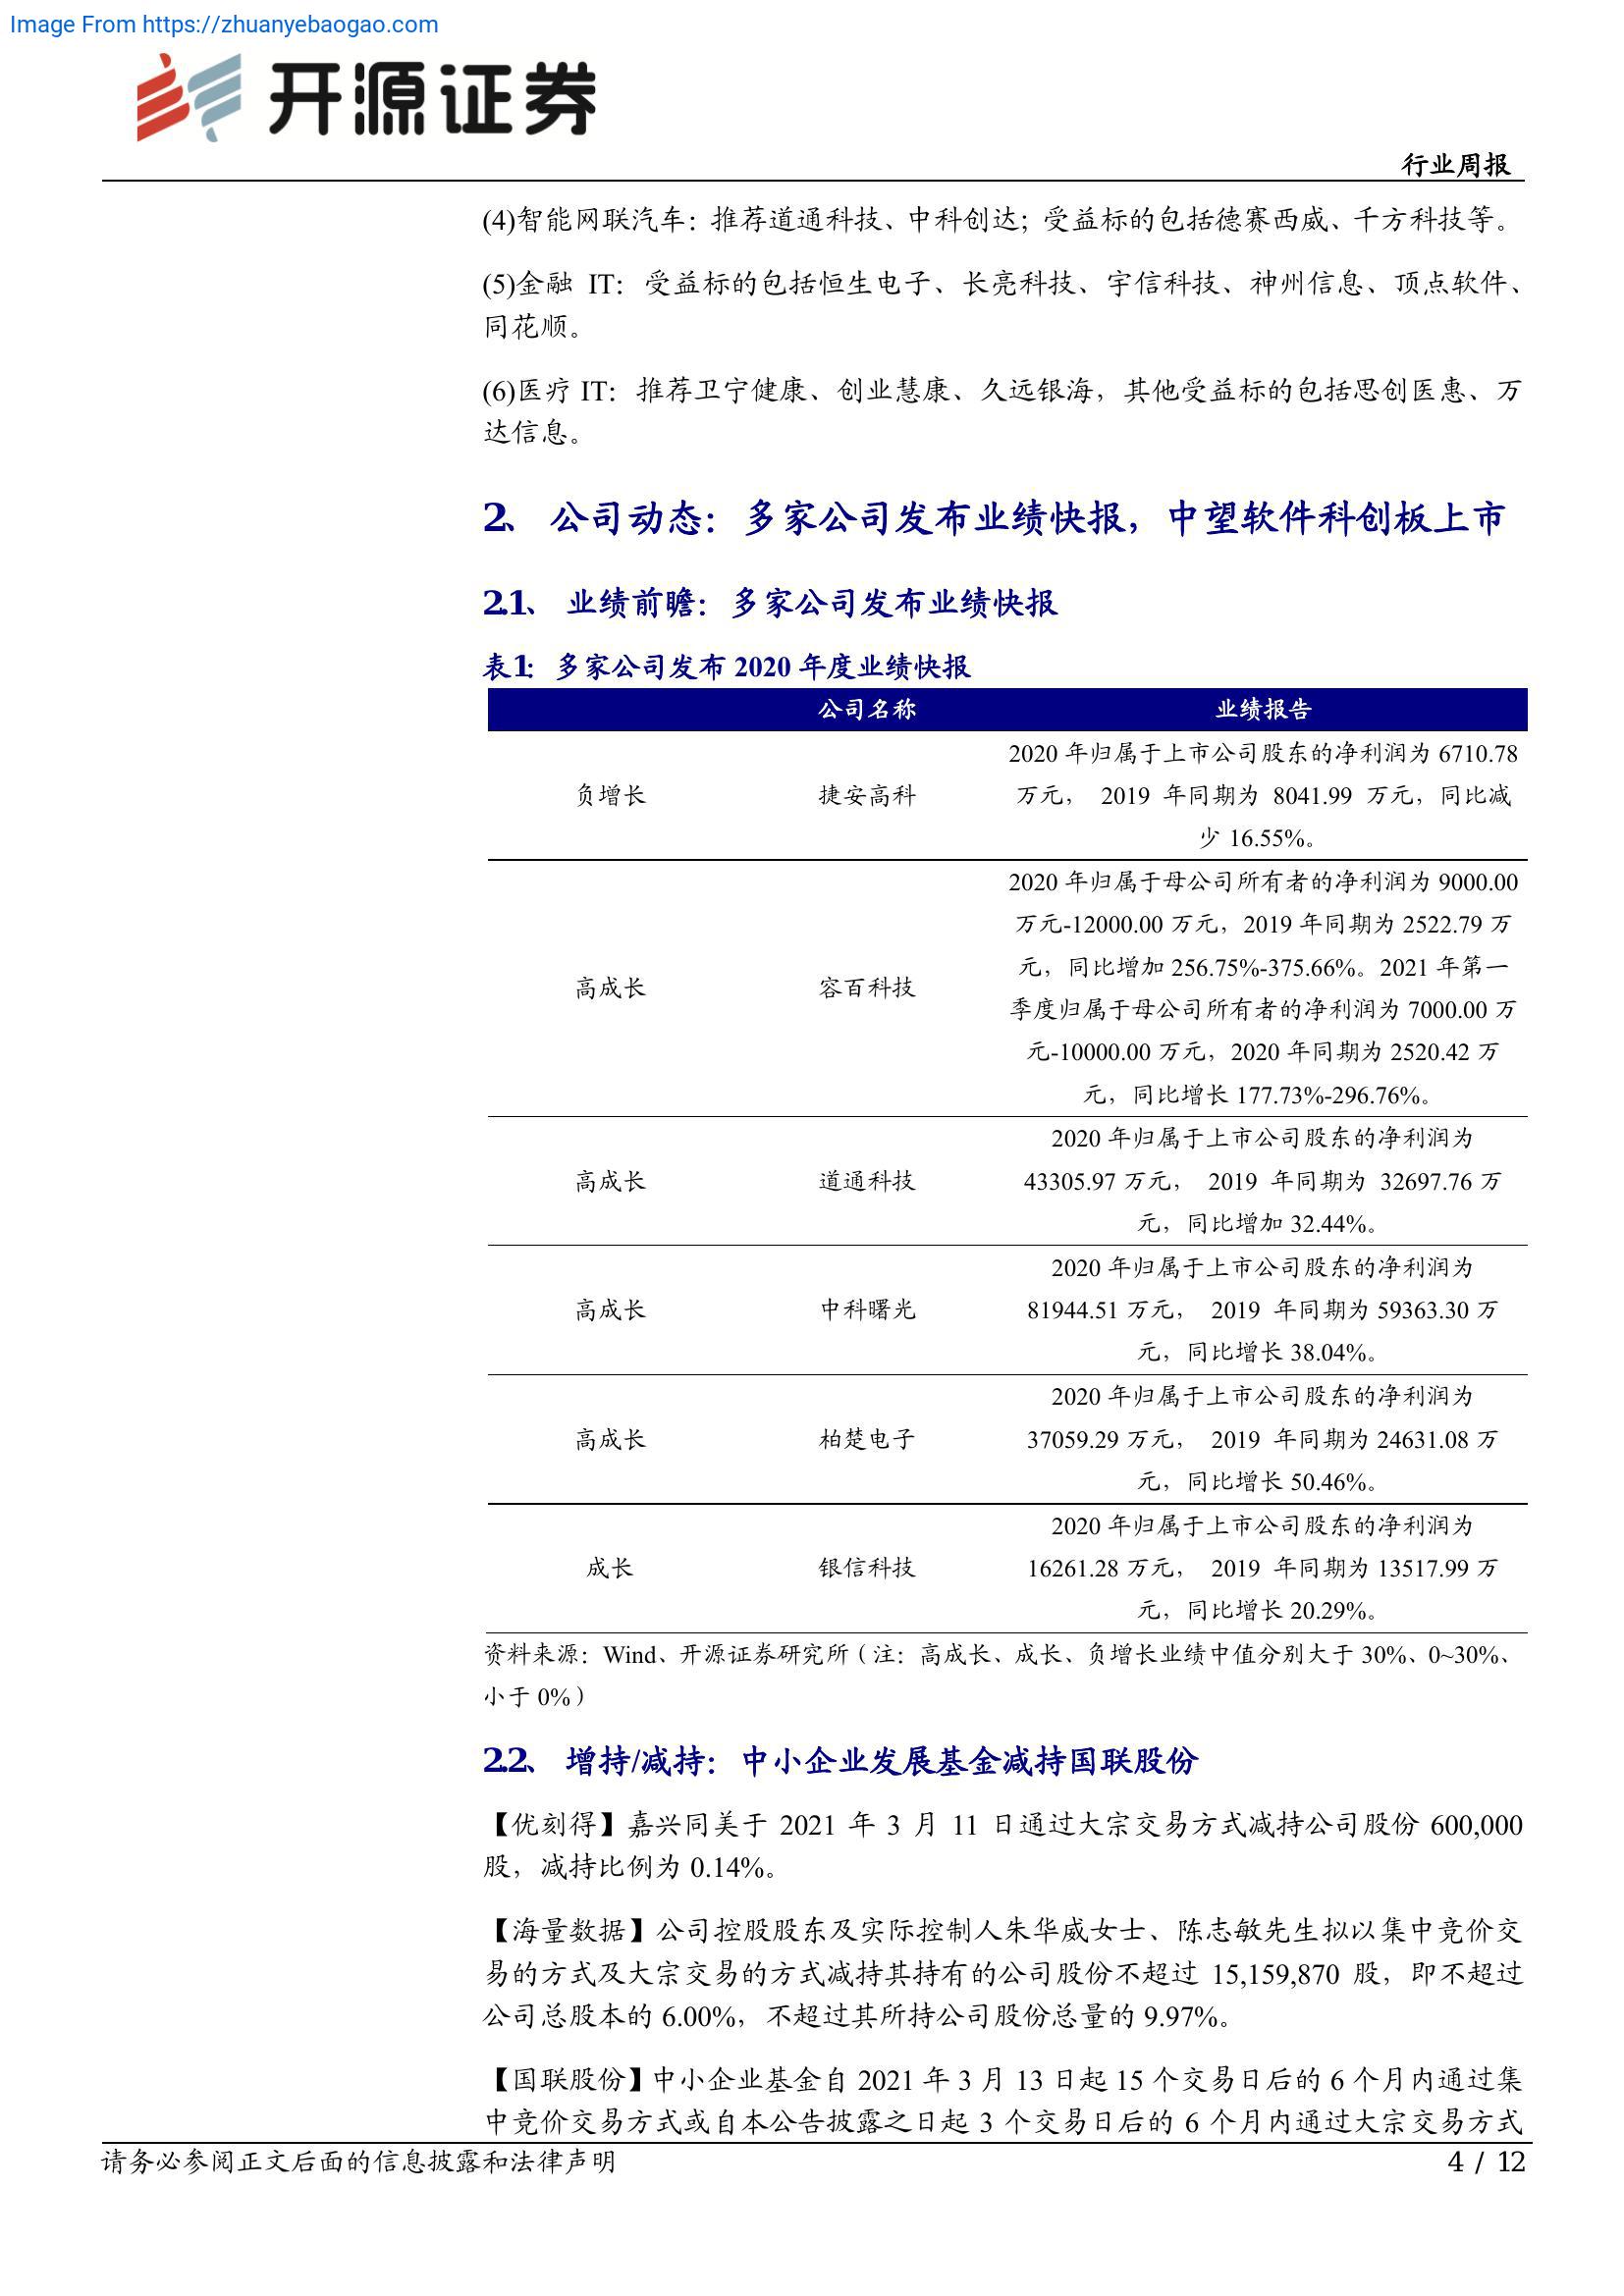 Image From https://zhuanyebaogao.com
开源证券
行业周报
(4)智能网联汽车：推荐道通科技、中科创达；受益标的包括德赛西威、千方科技等。
(5)金融 IT：受益标的包括恒生电子、长亮科技、宇信科技、神州信息、顶点软件、
同花顺。
(6)医疗 IT：推荐卫宁健康、创业慧康、久远银海，其他受益标的包括思创医惠、万
达信息。
2、 公司动态：多家公司发布业绩快报，中望软件科创板上市
2.1、 业绩前瞻：多家公司发布业绩快报
表1：多家公司发布 2020 年度业绩快报
公司名称 业绩报告
2020 年归属于上市公司股东的净利润为 6710.78
负增长 捷安高科 万元， 2019 年同期为 8041.99 万元，同比减
少 16.55%。
2020 年归属于母公司所有者的净利润为 9000.00
万元-12000.00 万元，2019 年同期为 2522.79 万
元，同比增加 256.75%-375.66%。2021 年第一
高成长 容百科技
季度归属于母公司所有者的净利润为 7000.00 万
元-10000.00 万元，2020 年同期为 2520.42 万
元，同比增长 177.73%-296.76%。
2020 年归属于上市公司股东的净利润为
高成长 道通科技 43305.97 万元， 2019 年同期为 32697.76 万
元，同比增加 32.44%。
2020 年归属于上市公司股东的净利润为
高成长 中科曙光 81944.51 万元， 2019 年同期为 59363.30 万
元，同比增长 38.04%。
2020 年归属于上市公司股东的净利润为
高成长 柏楚电子 37059.29 万元， 2019 年同期为 24631.08 万
元，同比增长 50.46%。
2020 年归属于上市公司股东的净利润为
成长 银信科技 16261.28 万元， 2019 年同期为 13517.99 万
元，同比增长 20.29%。
资料来源：Wind、开源证券研究所（注：高成长、成长、负增长业绩中值分别大于 30%、0~30%、
小于 0%）
2.2、 增持/减持：中小企业发展基金减持国联股份
【优刻得】嘉兴同美于 2021 年 3 月 11 日通过大宗交易方式减持公司股份 600,000
股，减持比例为 0.14%。
【海量数据】公司控股股东及实际控制人朱华威女士、陈志敏先生拟以集中竞价交
易的方式及大宗交易的方式减持其持有的公司股份不超过 15,159,870 股，即不超过
公司总股本的 6.00%，不超过其所持公司股份总量的 9.97%。
【国联股份】中小企业基金自 2021 年 3 月 13 日起 15 个交易日后的 6 个月内通过集
中竞价交易方式或自本公告披露之日起 3 个交易日后的 6 个月内通过大宗交易方式
请务必参阅正文后面的信息披露和法律声明
4 / 12